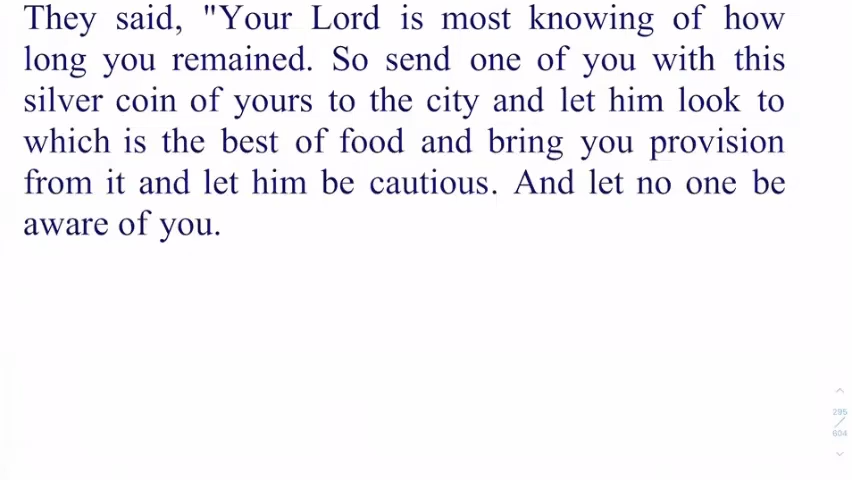 They said, "Your Lord is most knowing of how
long you remained. So send one of you with this
silver coin of yours to the city and let him look to
which is the best of food and bring you provision
from it and let him be cautious. And let no one be
aware of you.
295
/
604